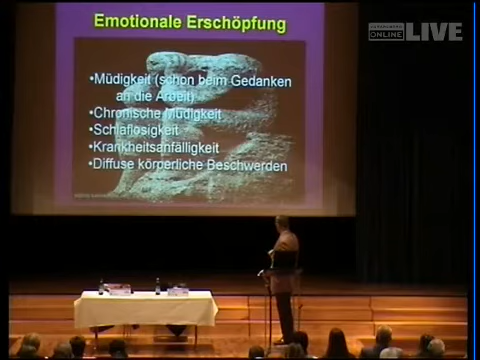 Emotionale Erschöpfung
•Müdigkeit (schon beim Gedanken
an die Arbeit)
•Chronische Müdigkeit
•Schlaflosigkeit
•Krankheitsanfälligkeit
•Diffuse körperliche Beschwerden
ONLINE LIVE